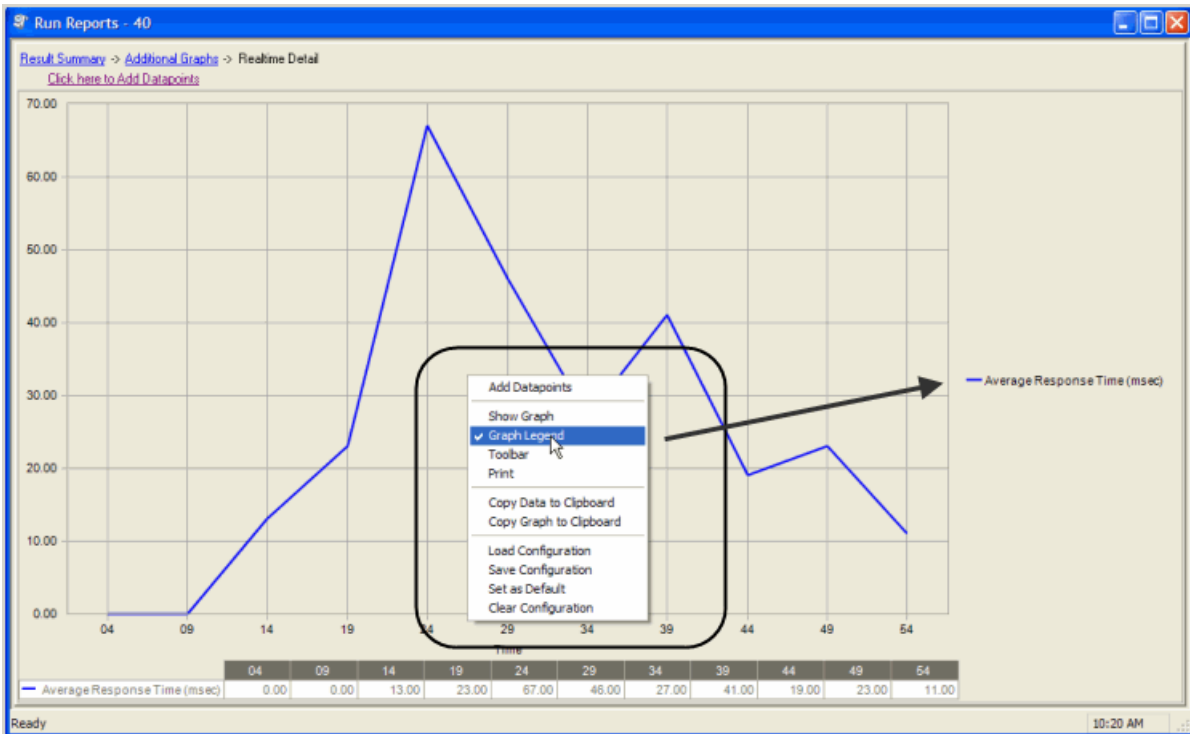 Run Reports - 40
Result Summary -> Additional Graphs -> Realtime Detail
Click here to Add Datapoints
70.00
60.00
50.00
40.00
30.00
20.00
10.00
0.00
Add Datapoints
Show Graph
Graph Legend
Toolbar
Print
Copy Data to Clipboard
Copy Graph to Clipboard
Load Configuration
Save Configuration
Set as Default
Clear Configuration
Average Response Time (msec)
04 09 14 19 24 29 34 39 44 49 54
Time
04 09 14 19 24 29 34 39 44 49 54
Average Response Time (msec) 0.00 0.00 13.00 23.00 67.00 46.00 27.00 41.00 19.00 23.00 11.00
Ready 10:20 AM